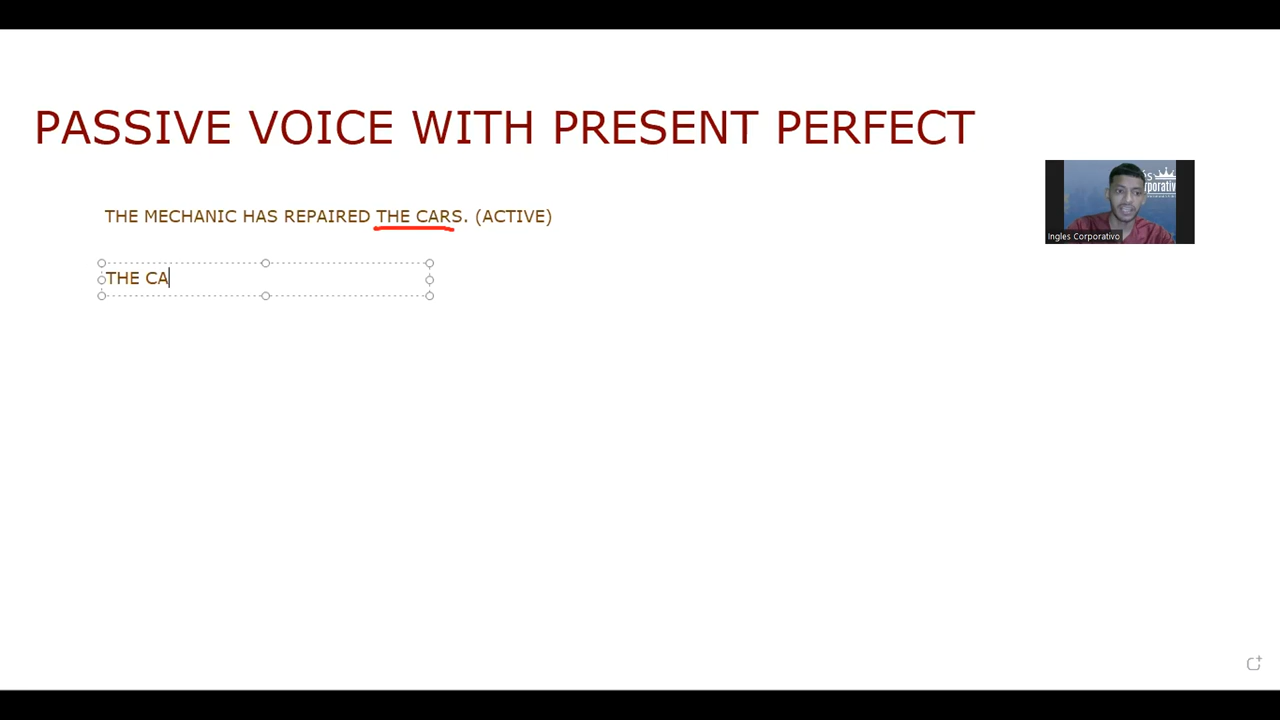 PASSIVE VOICE WITH PRESENT PERFECT
THE MECHANIC HAS REPAIRED THE CARS. (ACTIVE)
Ingles Corporativo
THE CA